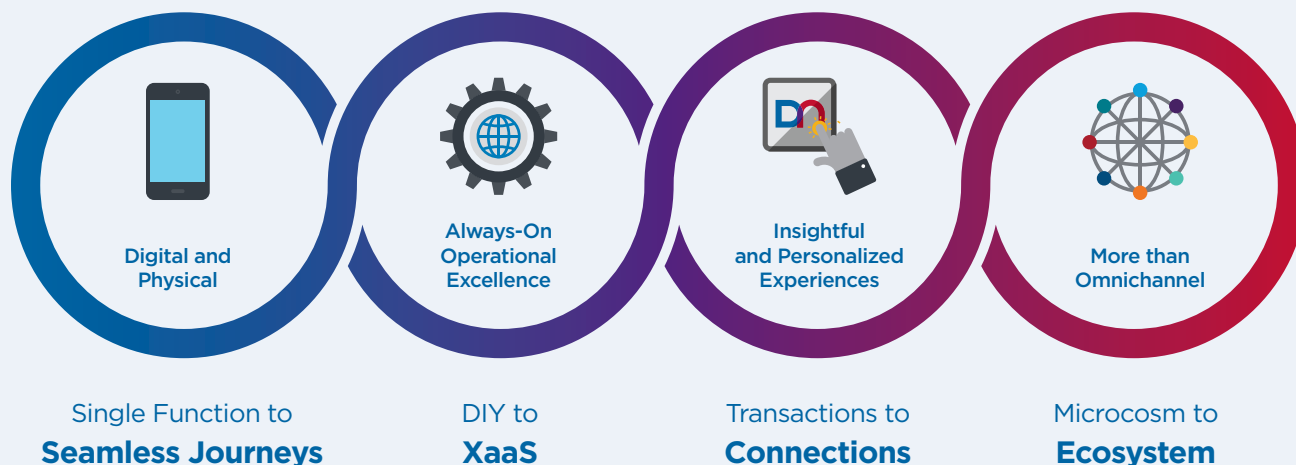 Digital and
Physical
Always-On
Operational
Excellence
DN
Insightful
and Personalized
Experiences
More than
Omnichannel
Single Function to
Seamless Journeys
DIY to
XaaS
Transactions to
Connections
Microcosm to
Ecosystem